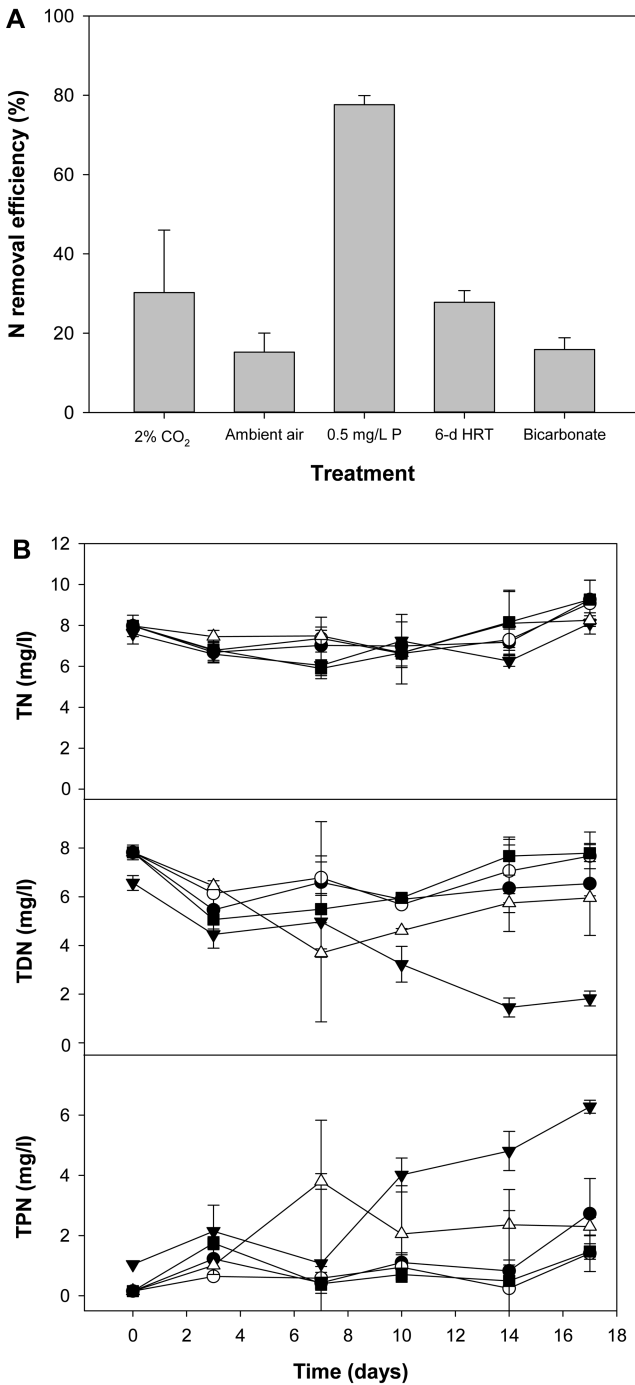 A
N removal efficiency (%)
100
80
60
40
20
0
2% CO2
Ambient air
0.5 mg/L P
6-d HRT
Bicarbonate
Treatment
B
TN (mg/l)
12
10
8
6
4
2
0
TDN (mg/l)
8
6
4
2
0
TPN (mg/l)
6
4
2
0
0 2 4 6 8 10 12 14 16 18
Time (days)